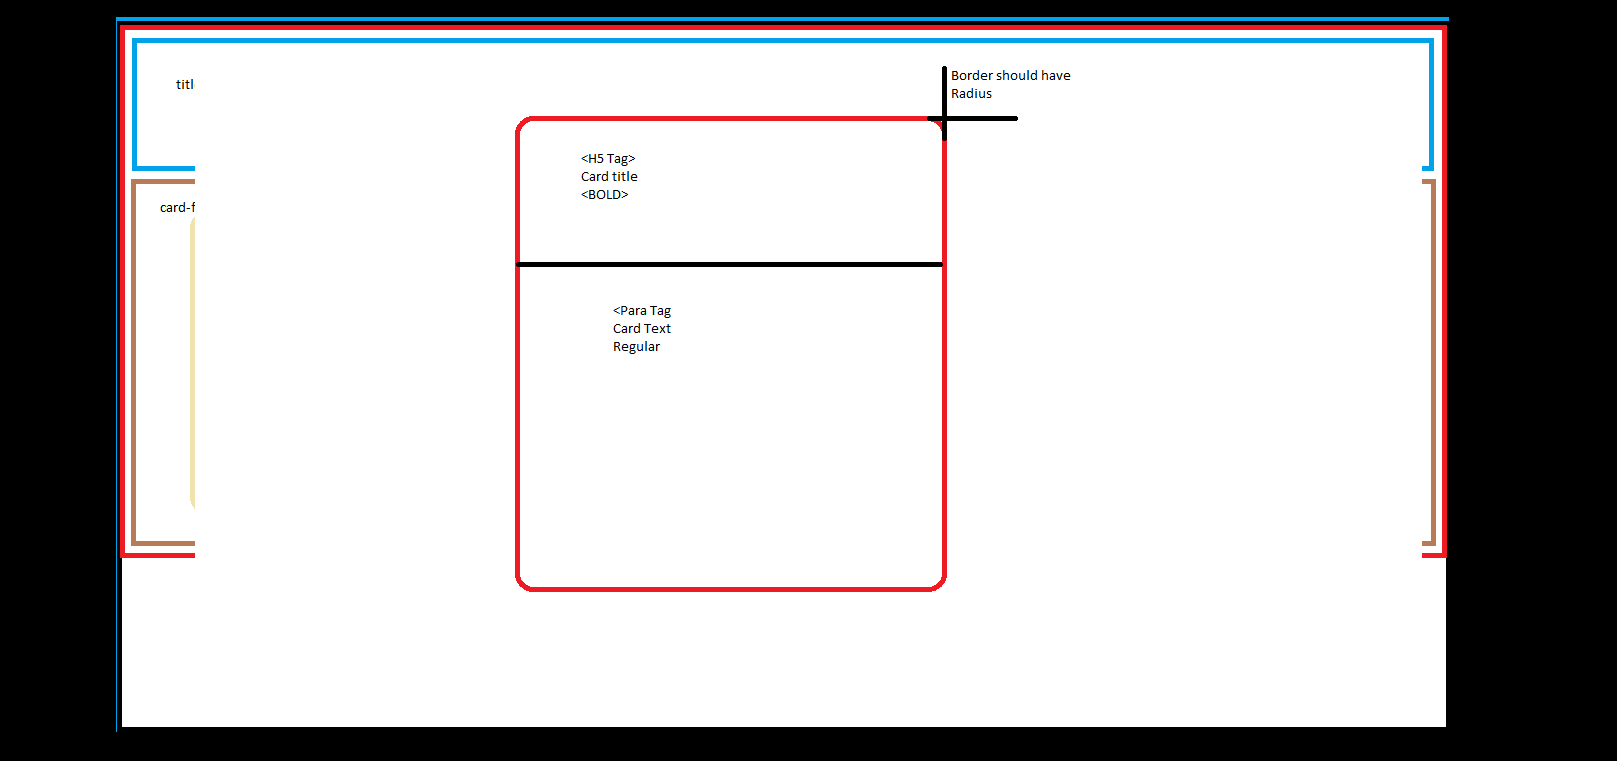 titl
Border should have
Radius
<H5 Tag>
Card title
<BOLD>
card-f
<Para Tag
Card Text
Regular